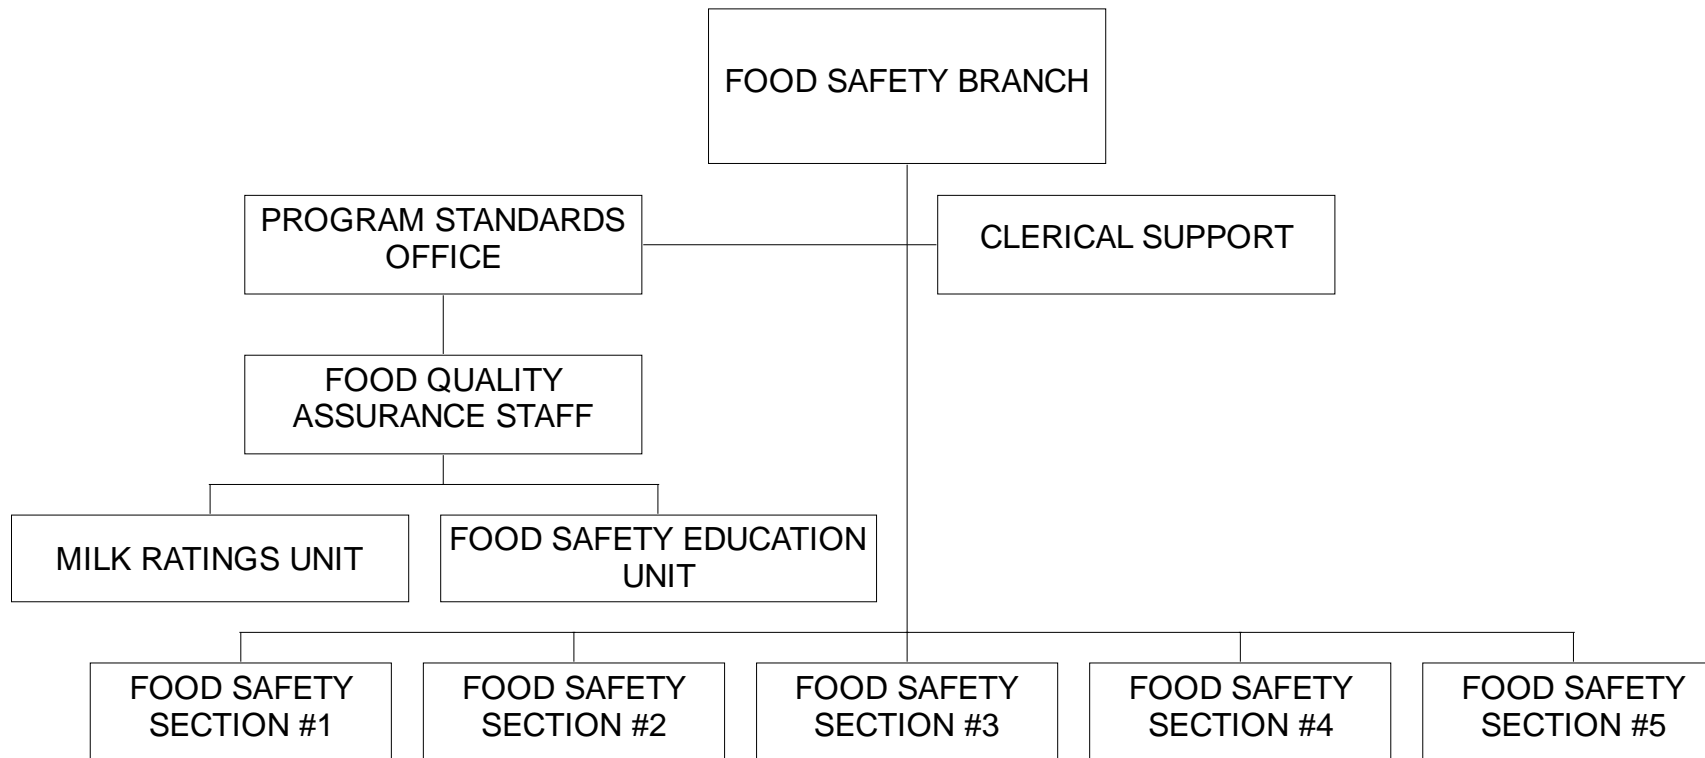 FOOD SAFETY BRANCH
PROGRAM STANDARDS
OFFICE
CLERICAL SUPPORT
FOOD QUALITY
ASSURANCE STAFF
MILK RATINGS UNIT
FOOD SAFETY EDUCATION
UNIT
FOOD SAFETY
SECTION #1
FOOD SAFETY
SECTION #2
FOOD SAFETY
SECTION #3
FOOD SAFETY
SECTION #4
FOOD SAFETY
SECTION #5